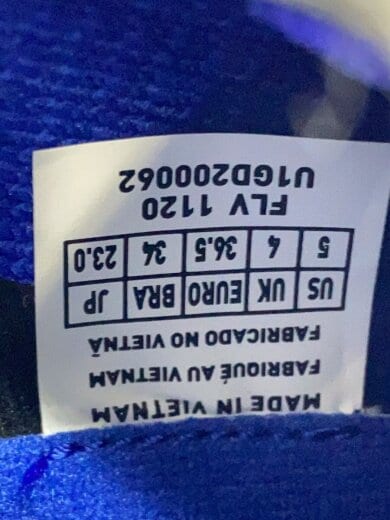 MADE IN VIETNAM
FABRIQUÉ AU VIETNAM
FABRICADO NO VIETNÃ
US UK EURO BRA JP
5 4 36.5 34 23.0
FLV 1120
U1GD200062